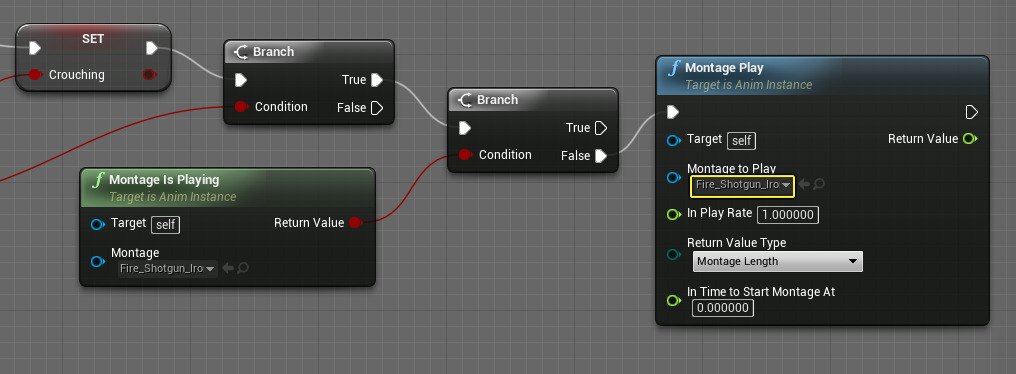 SET
Crouching
Branch
True
Condition
False
Branch
True
Condition
False
Montage Is Playing
Target is Anim Instance
Target self
Return Value
Montage
Fire_Shotgun_Iro
Montage Play
Target is Anim Instance
Target self
Return Value
Montage to Play
Fire_Shotgun_Iro
In Play Rate 1.000000
Return Value Type
Montage Length
In Time to Start Montage At
0.000000